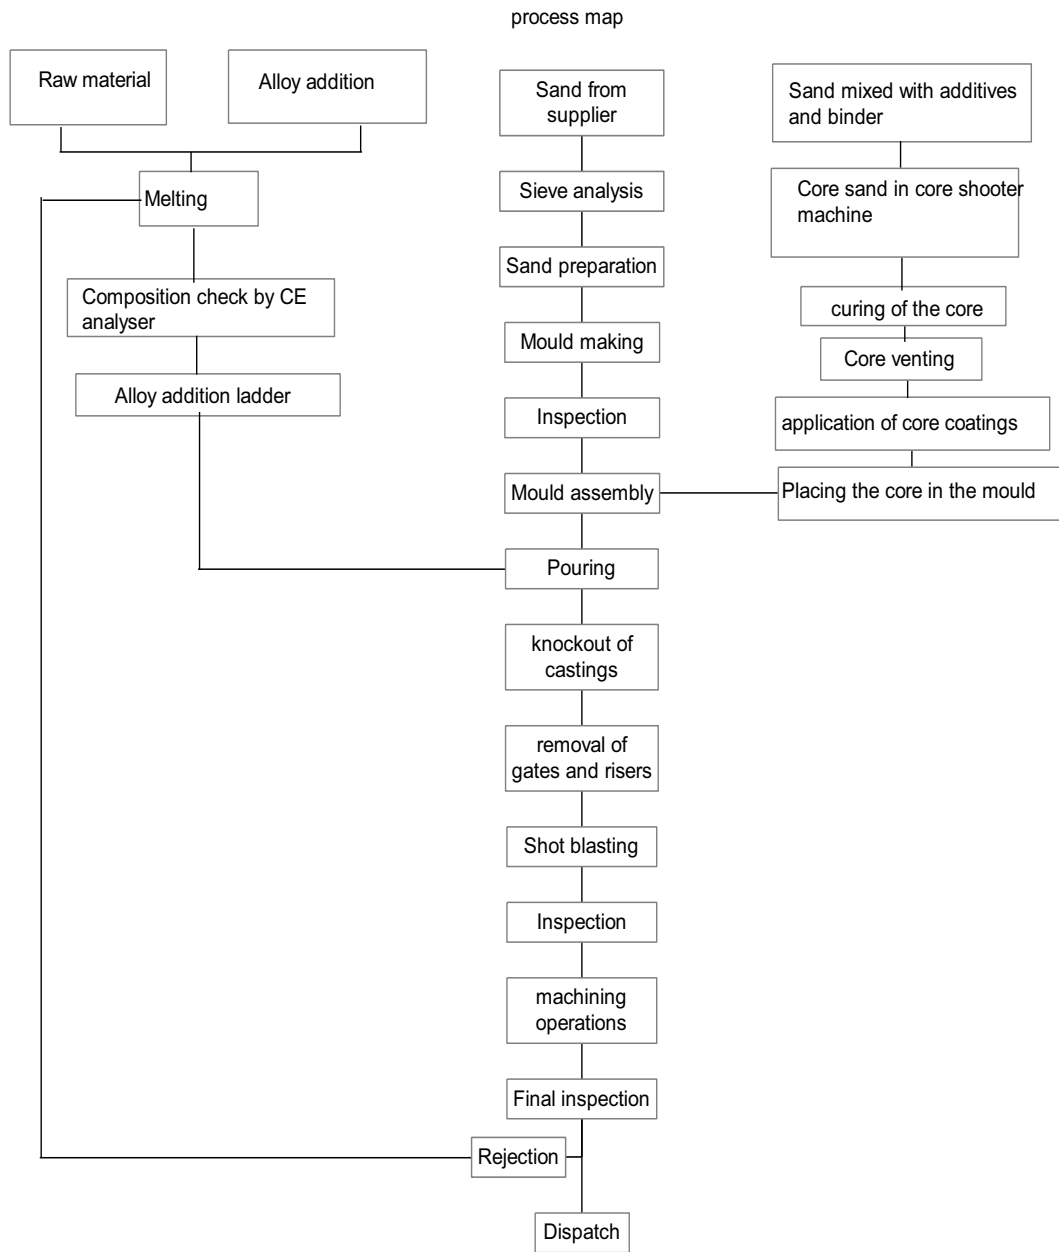 process map
Raw material
Alloy addition
Melting
Composition check by CE
analyser
Alloy addition ladder
Sand from
supplier
Sieve analysis
Sand preparation
Mould making
Inspection
Mould assembly
Pouring
knockout of
castings
removal of
gates and risers
Shot blasting
Inspection
machining
operations
Final inspection
Rejection
Dispatch
Sand mixed with additives
and binder
Core sand in core shooter
machine
curing of the core
Core venting
application of core coatings
Placing the core in the mould